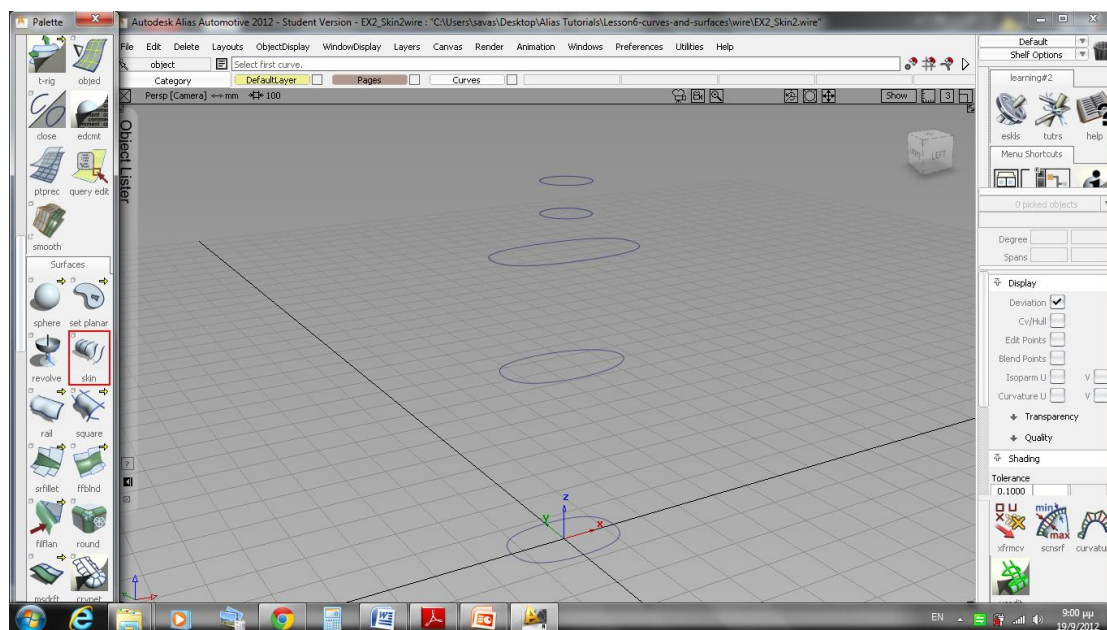 Palette
Autodesk Alias Automotive 2012 - Student Version - EX2_Skin2wire : "C:\Users\savas\Desktop\Alias Tutorials\Lesson6-curves-and-surfaces\wire\EX2_Skin2.wire"
File Edit Delete Layouts ObjectDisplay WindowDisplay Layers Canvas Render Animation Windows Preferences Utilities Help
object Select first curve.
Category DefaultLayer Pages Curves
Persp [Camera] mm 100 Show 3
Object Lister
t-rig objed
close edcmt
ptprec query edit
smooth
Surfaces
sphere set planar
revolve skin
rail square
srfillet ffblnd
filflan round
msdrft crvnet
LEFT
z
y
x
Default
Shelf Options
learning#2
eskls tutrs help
Menu Shortcuts
0 picked objects
Degree
Spans
Display
Deviation
Cv/Hull
Edit Points
Blend Points
Isoparm U V
Curvature U V
Transparency
Quality
Shading
Tolerance
0.1000
min
max
xfrmcv scnsrf curvatu
EN
9:00 μμ
19/9/2012